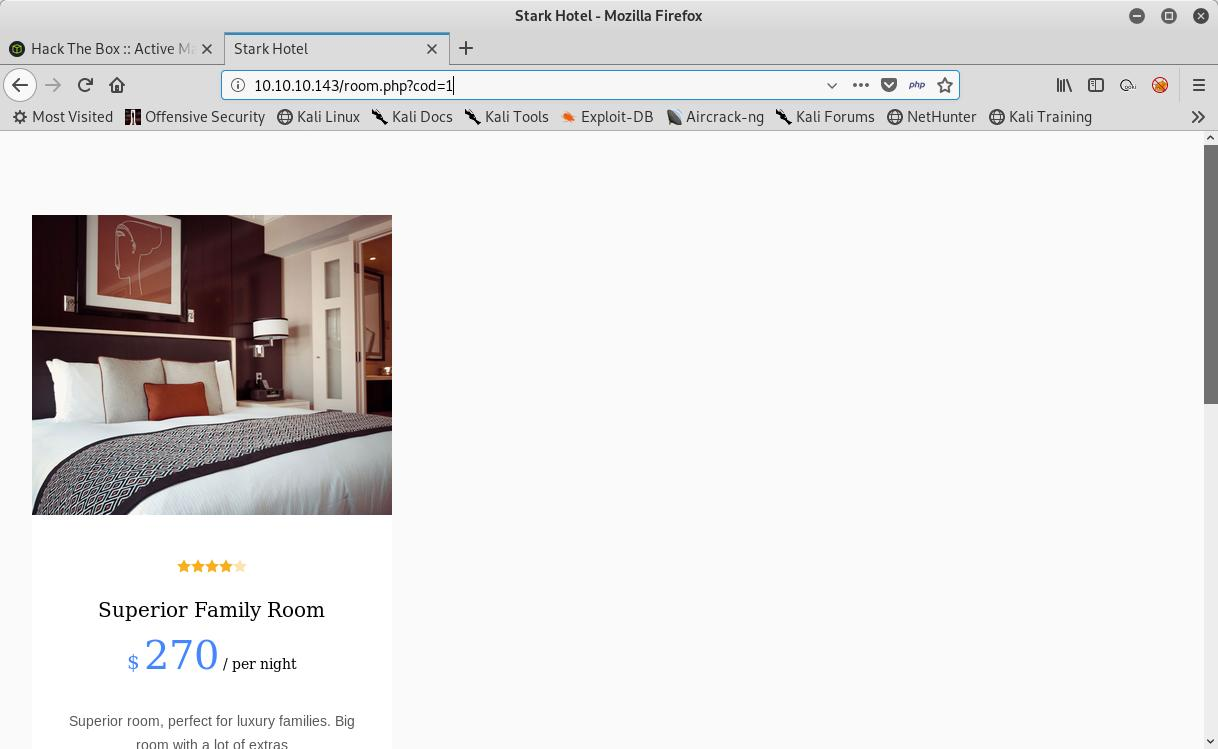 Stark Hotel - Mozilla Firefox
Hack The Box :: Active Ma
Stark Hotel
10.10.10.143/room.php?cod=1
php
Most Visited
Offensive Security
Kali Linux
Kali Docs
Kali Tools
Exploit-DB
Aircrack-ng
Kali Forums
NetHunter
Kali Training
Superior Family Room
$ 270 / per night
Superior room, perfect for luxury families. Big
room with a lot of extras